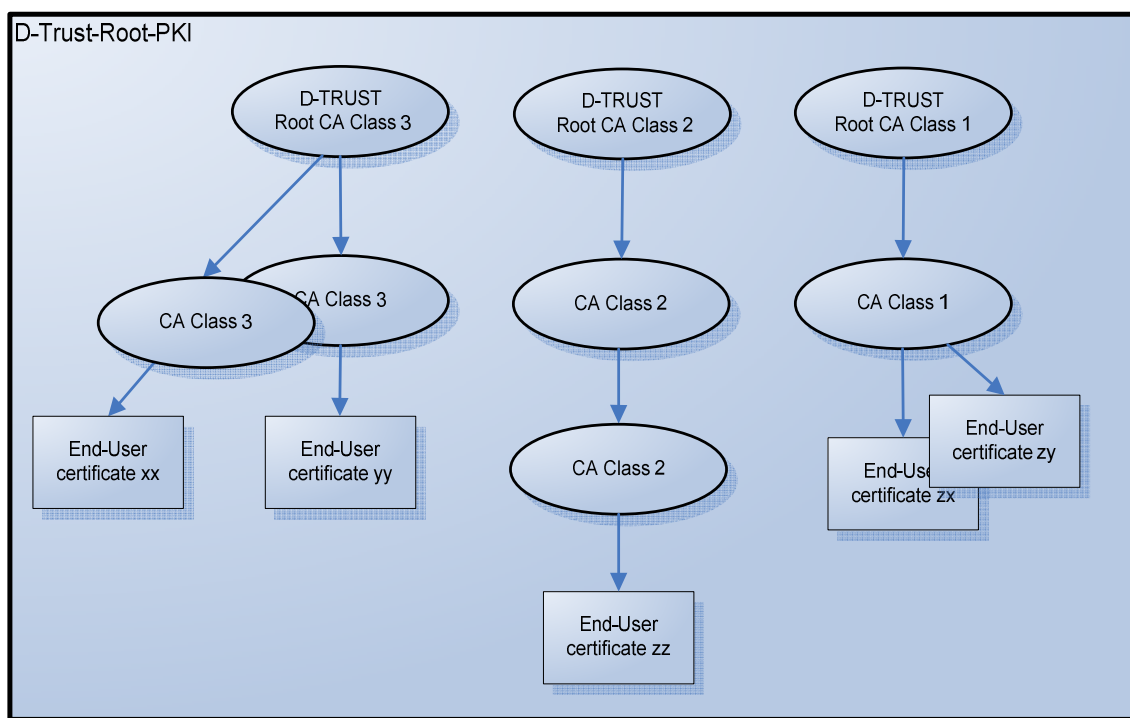 D-Trust-Root-PKI
D-TRUST
Root CA Class 3
D-TRUST
Root CA Class 2
D-TRUST
Root CA Class 1
CA Class 3
CA Class 3
CA Class 2
CA Class 1
End-User
certificate xx
End-User
certificate yy
CA Class 2
End-User
certificate zx
End-User
certificate zy
End-User
certificate zz